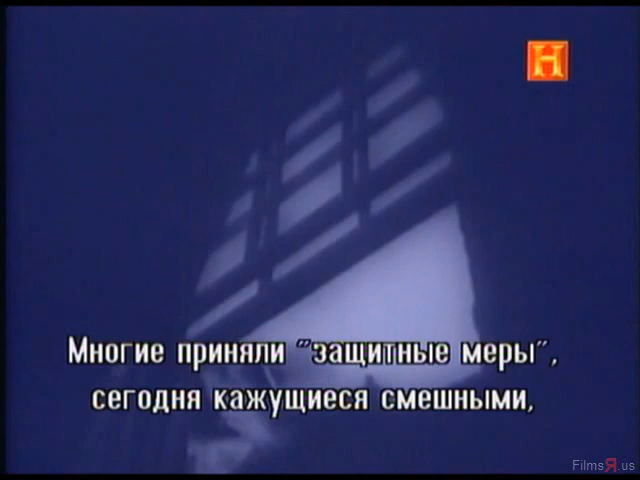 H
Многие приняли "защитные меры",
сегодня кажущиеся смешными,
FilmsЯ.us